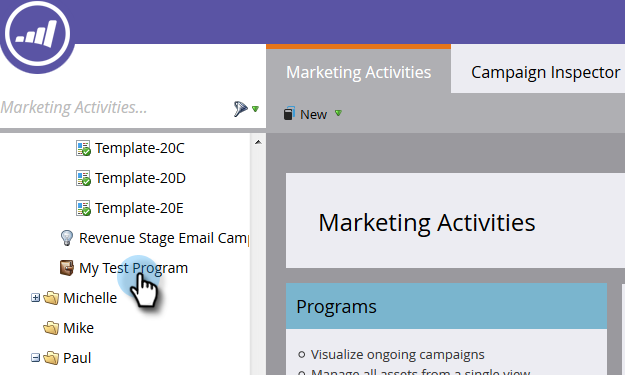 Marketing Activities
Campaign Inspector
Marketing Activities...
New
Template-20C
Template-20D
Template-20E
Revenue Stage Email Camp
My Test Program
Michelle
Mike
Paul
Marketing Activities
Programs
Visualize ongoing campaigns
Manage all assets from a single view